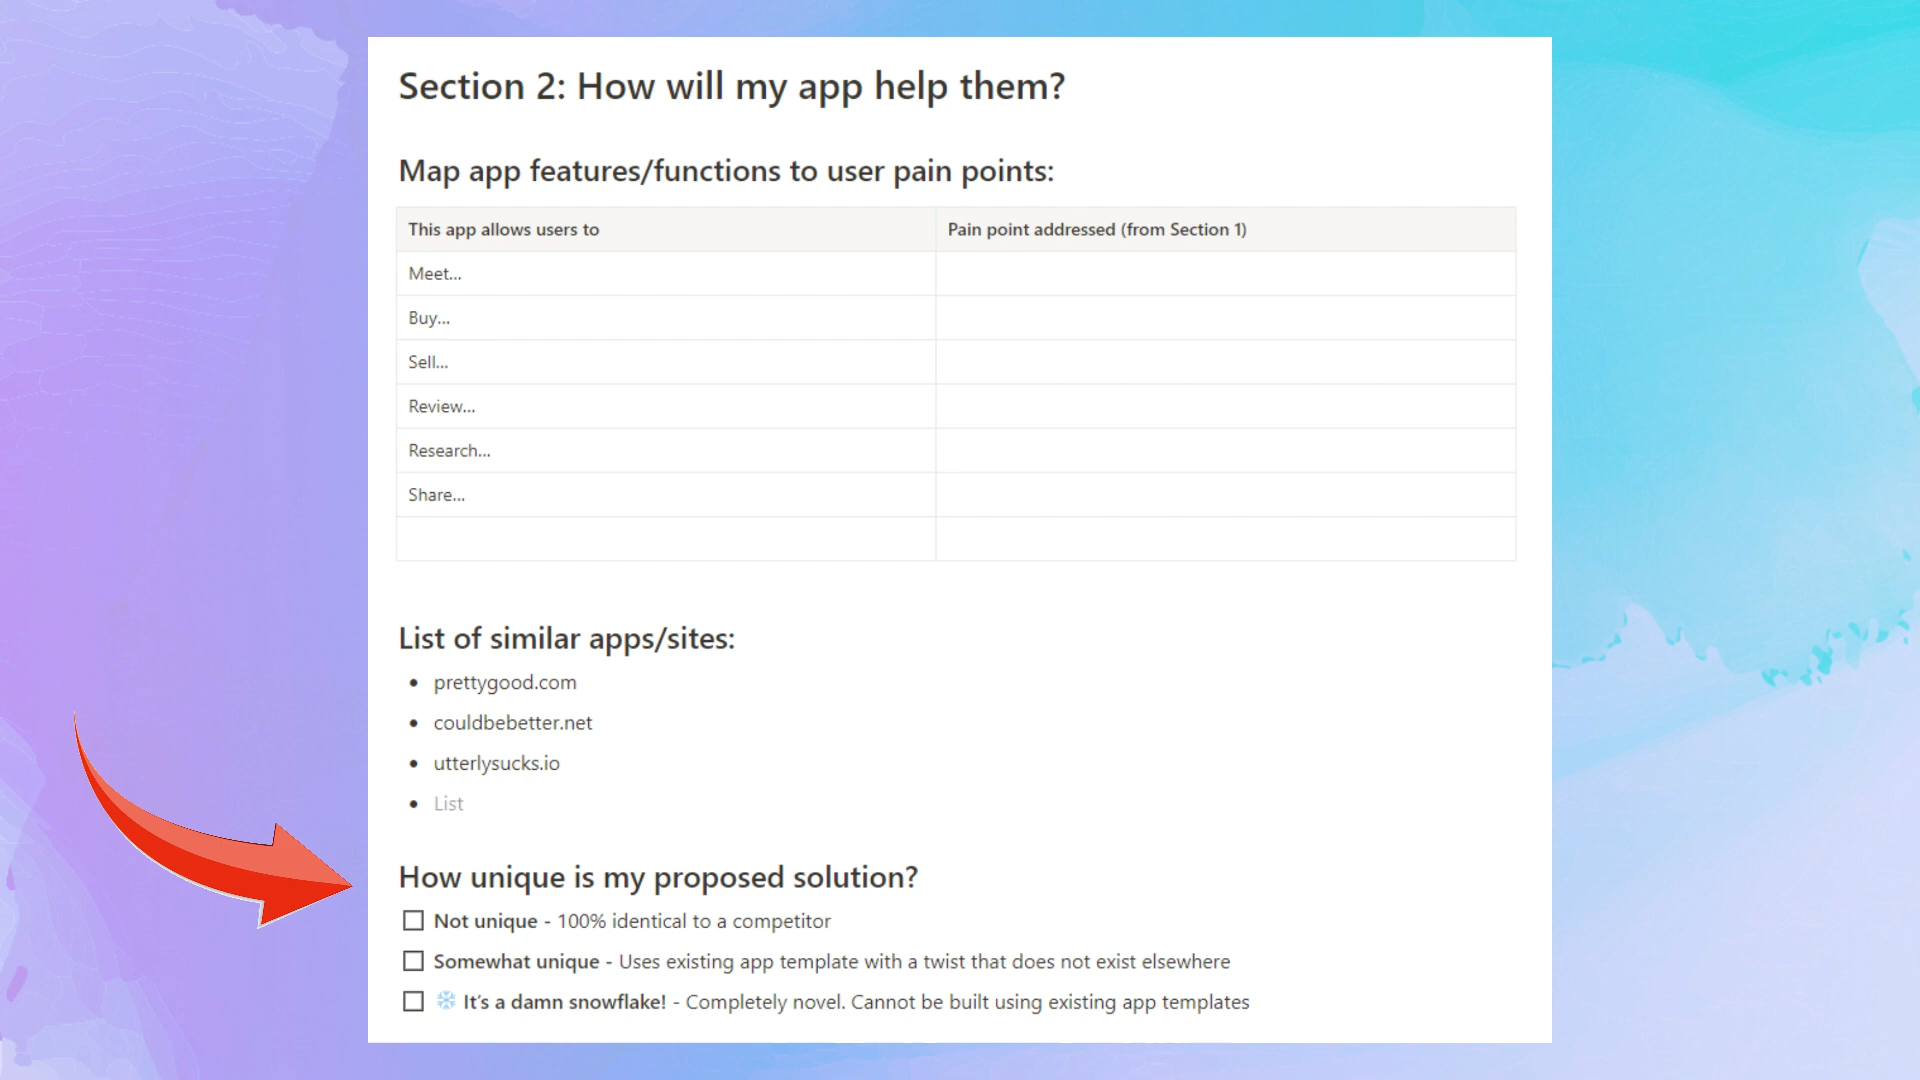 Section 2: How will my app help them?
Map app features/functions to user pain points:
This app allows users to
Pain point addressed (from Section 1)
Meet...
Buy...
Sell...
Review...
Research...
Share...
List of similar apps/sites:
prettygood.com
couldbebetter.net
utterlysucks.io
List
How unique is my proposed solution?
Not unique - 100% identical to a competitor
Somewhat unique - Uses existing app template with a twist that does not exist elsewhere
It's a damn snowflake! - Completely novel. Cannot be built using existing app templates